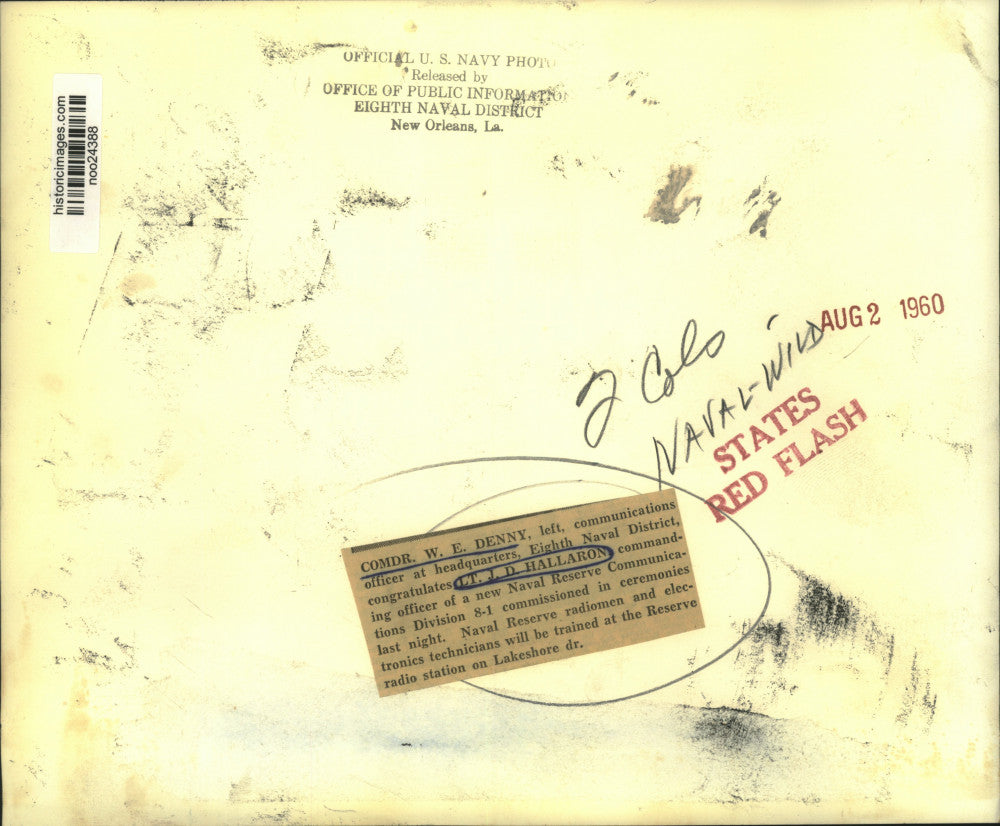 historicimages.com
noo24388
OFFICIAL U. S. NAVY PHOTO
Released by
OFFICE OF PUBLIC INFORMATION
EIGHTH NAVAL DISTRICT
New Orleans, La.
AUG 2 1960
2 Cols
NAVAL-WILD
STATES
RED FLASH
COMDR. W. E. DENNY, left, communications
officer at headquarters, Eighth Naval District,
congratulates LT. J. D. HALLARON, command-
ing officer of a new Naval Reserve Communica-
tions Division 8-1 commissioned in ceremonies
last night. Naval Reserve radiomen and elec-
tronics technicians will be trained at the Reserve
radio station on Lakeshore dr.